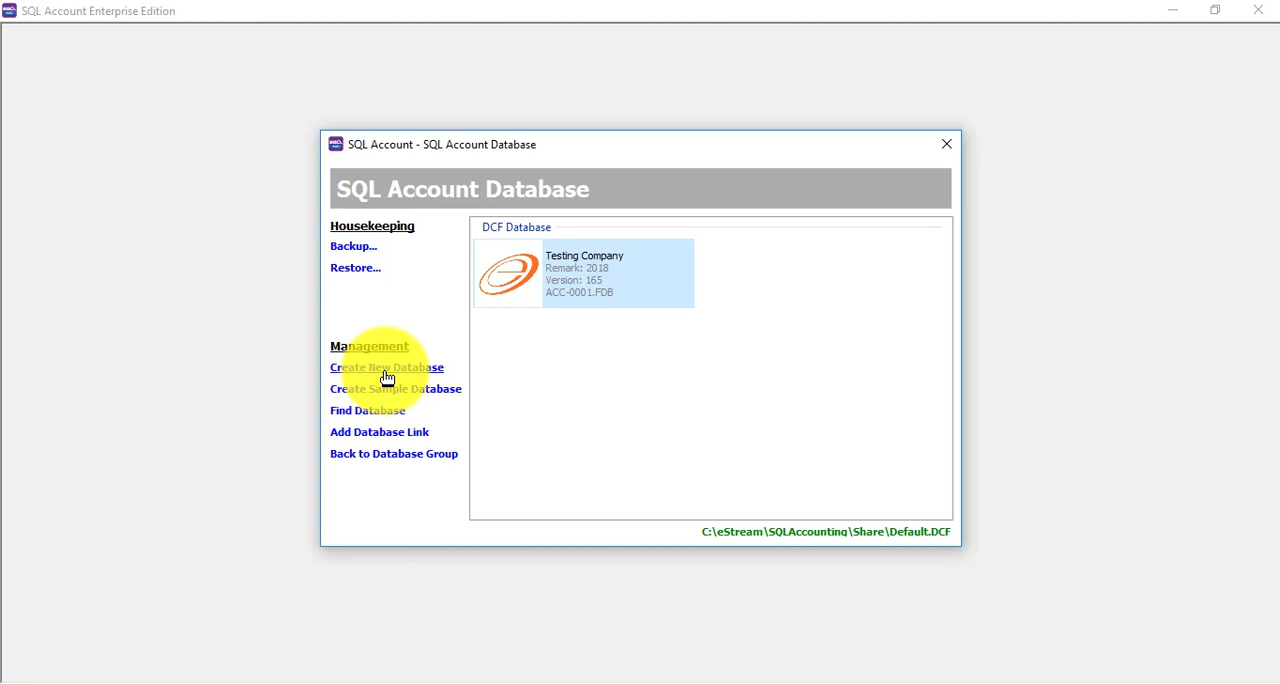 SQL Account Enterprise Edition
SQL Account - SQL Account Database
SQL Account Database
Housekeeping
Backup...
Restore...
Management
Create New Database
Create Sample Database
Find Database
Add Database Link
Back to Database Group
DCF Database
Testing Company
Remark: 2018
Version: 165
ACC-0001.FDB
C:\eStream\SQLAccounting\Share\Default.DCF